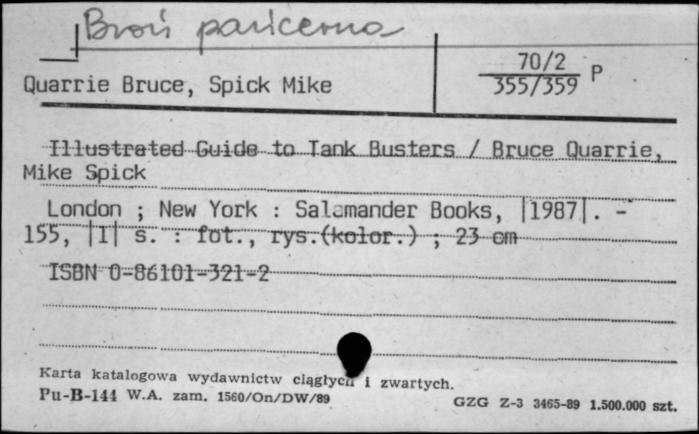 Broń pancerna
Quarrie Bruce, Spick Mike
70/2
355/359 P
Illustrated Guide to Tank Busters / Bruce Quarrie,
Mike Spick
London ; New York : Salamander Books, |1987|. -
155, |1| s. : fot., rys.(kolor.) ; 23 cm
ISBN 0-86101-321-2
Karta katalogowa wydawnictw ciągłych i zwartych.
Pu-B-144 W.A. zam. 1560/On/DW/89
GZG Z-3 3465-89 1.500.000 szt.